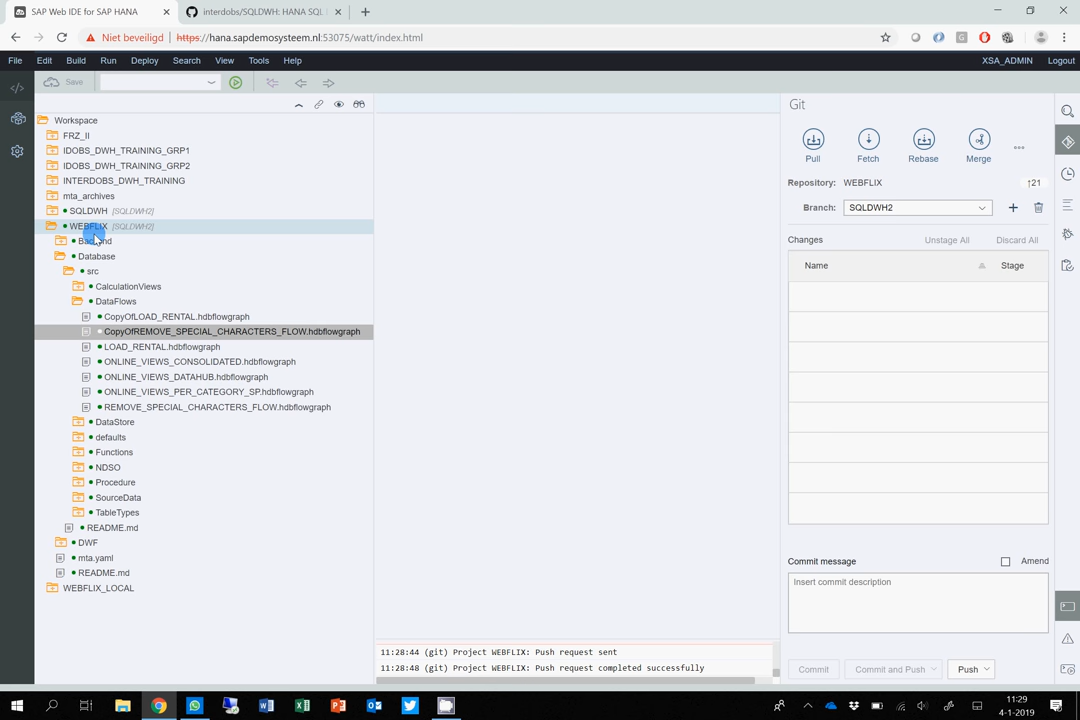 SAP Web IDE for SAP HANA
interdobs/SQLDWH: HANA SQL
Niet beveiligd
https://hana.sapdemosysteem.nl:53075/watt/index.html
File Edit Build Run Deploy Search View Tools Help
XSA_ADMIN Logout
Save
Workspace
FRZ_II
IDOBS_DWH_TRAINING_GRP1
IDOBS_DWH_TRAINING_GRP2
INTERDOBS_DWH_TRAINING
mta_archives
SQLDWH [SQLDWH2]
WEBFLIX [SQLDWH2]
Backend
Database
src
CalculationViews
DataFlows
CopyOfLOAD_RENTAL.hdbflowgraph
CopyOfREMOVE_SPECIAL_CHARACTERS_FLOW.hdbflowgraph
LOAD_RENTAL.hdbflowgraph
ONLINE_VIEWS_CONSOLIDATED.hdbflowgraph
ONLINE_VIEWS_DATAHUB.hdbflowgraph
ONLINE_VIEWS_PER_CATEGORY_SP.hdbflowgraph
REMOVE_SPECIAL_CHARACTERS_FLOW.hdbflowgraph
DataStore
defaults
Functions
NDSO
Procedure
SourceData
TableTypes
README.md
DWF
mta.yaml
README.md
WEBFLIX_LOCAL
11:28:44 (git) Project WEBFLIX: Push request sent
11:28:48 (git) Project WEBFLIX: Push request completed successfully
Git
Pull Fetch Rebase Merge
Repository: WEBFLIX ↑21
Branch: SQLDWH2
Changes Unstage All Discard All
Name Stage
Commit message Amend
Insert commit description
Commit Commit and Push Push
11:29
4-1-2019